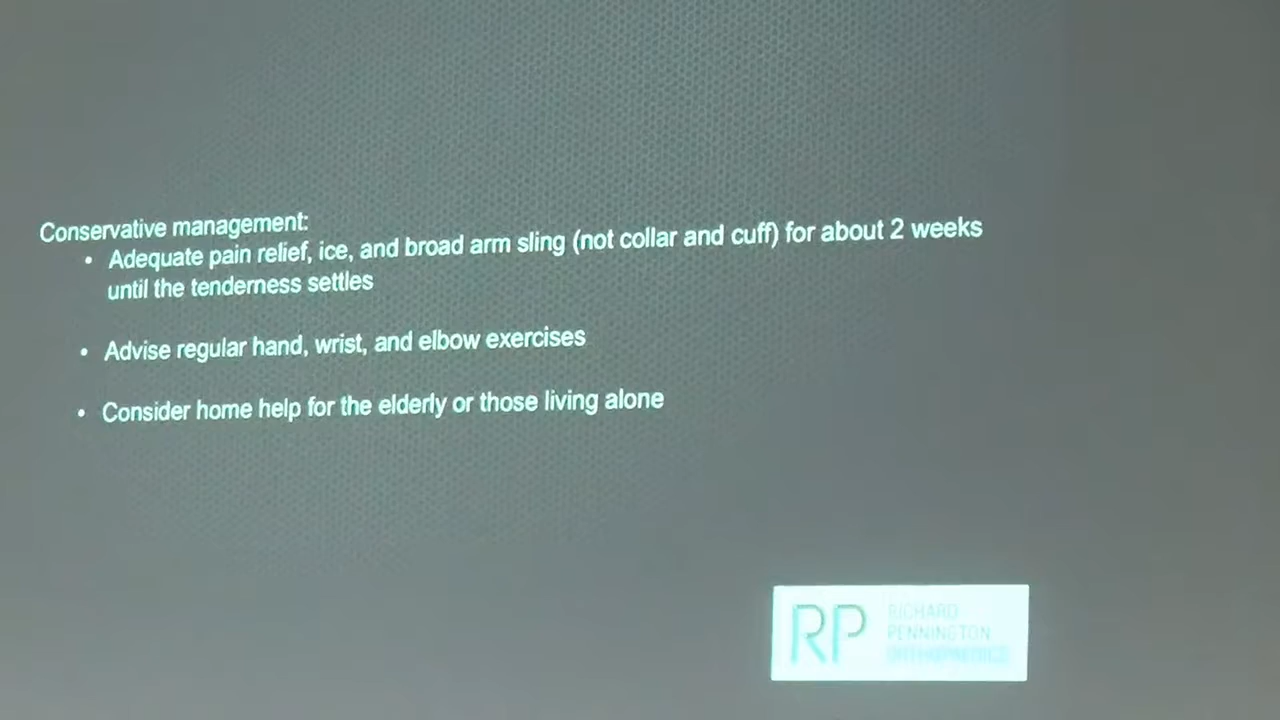 Conservative management:
• Adequate pain relief, ice, and broad arm sling (not collar and cuff) for about 2 weeks
until the tenderness settles
• Advise regular hand, wrist, and elbow exercises
• Consider home help for the elderly or those living alone
RP
RICHARD
PENNINGTON